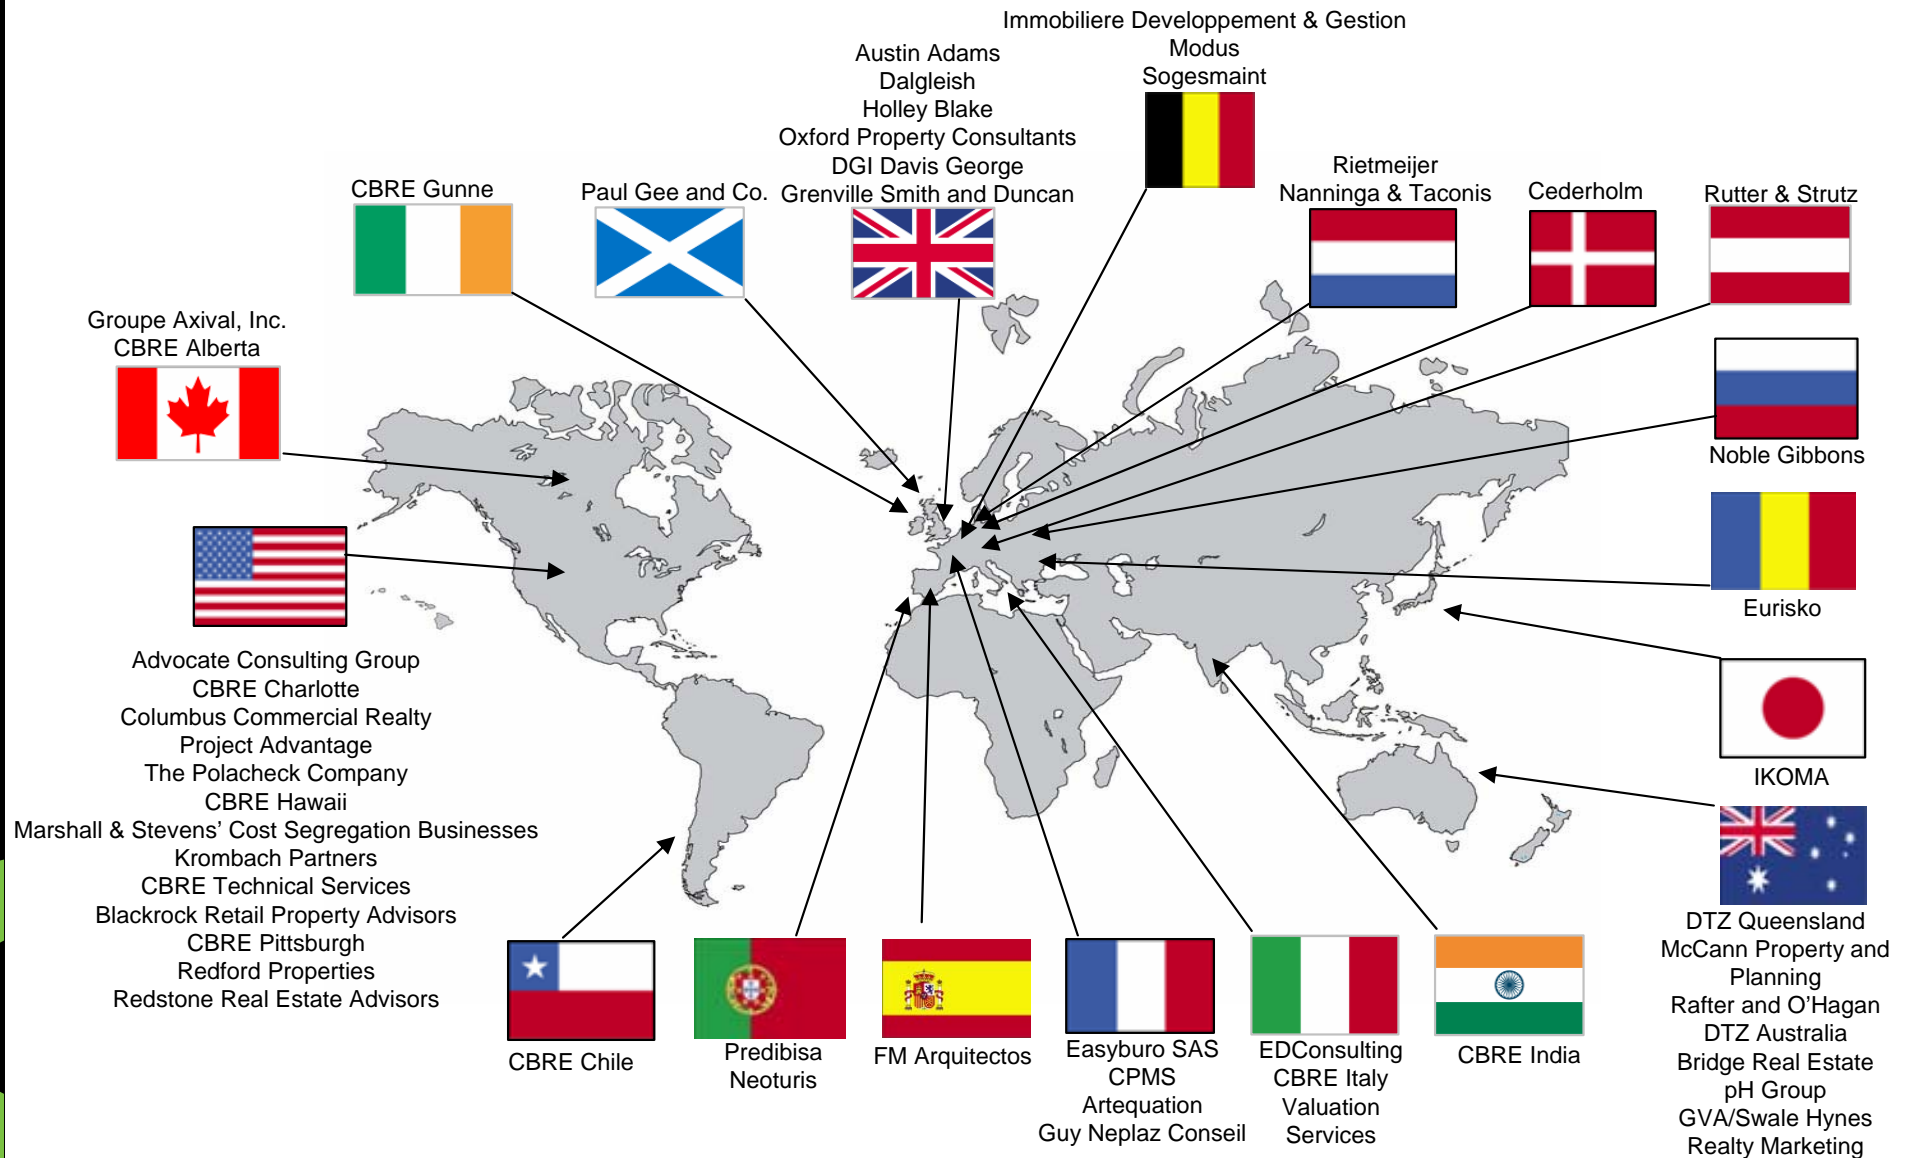 Immobiliere Developpement & Gestion
Modus
Sogesmaint
Austin Adams
Dalgleish
Holley Blake
Oxford Property Consultants
DGI Davis George
Grenville Smith and Duncan
CBRE Gunne
Paul Gee and Co.
Rietmeijer
Nanninga & Taconis
Cederholm
Rutter & Strutz
Groupe Axival, Inc.
CBRE Alberta
Noble Gibbons
Eurisko
Advocate Consulting Group
CBRE Charlotte
Columbus Commercial Realty
Project Advantage
The Polacheck Company
CBRE Hawaii
Marshall & Stevens’ Cost Segregation Businesses
Krombach Partners
CBRE Technical Services
Blackrock Retail Property Advisors
CBRE Pittsburgh
Redford Properties
Redstone Real Estate Advisors
IKOMA
CBRE Chile
Predibisa
Neoturis
FM Arquitectos
Easyburo SAS
CPMS
Artequation
Guy Neplaz Conseil
EDConsulting
CBRE Italy
Valuation
Services
CBRE India
DTZ Queensland
McCann Property and
Planning
Rafter and O’Hagan
DTZ Australia
Bridge Real Estate
pH Group
GVA/Swale Hynes
Realty Marketing